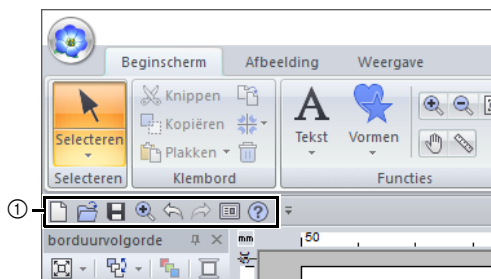 Beginscherm Afbeelding Weergave
Selecteren
Knippen
Kopiëren
Plakken
Tekst
Vormen
Selecteren Klembord Functies
①
borduurvolgorde
mm
50